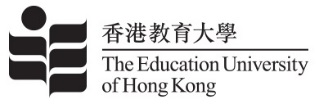 香港教育大學
The Education University
of Hong Kong